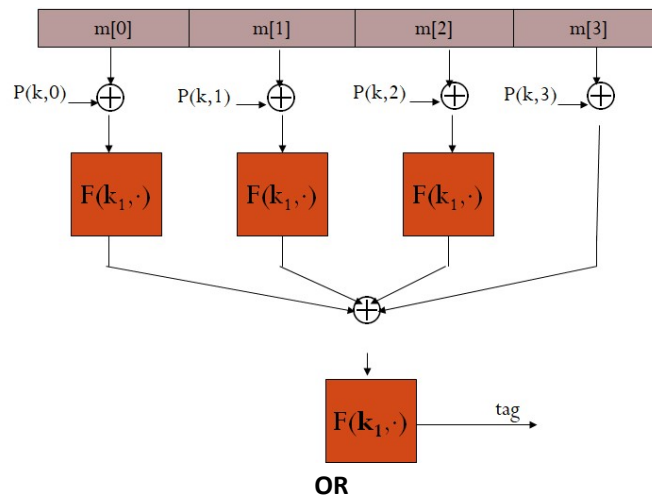 m[0] m[1] m[2] m[3]
P(k,0) P(k,1) P(k,2) P(k,3)
F(k₁,·) F(k₁,·) F(k₁,·)
tag
F(k₁,·)
OR